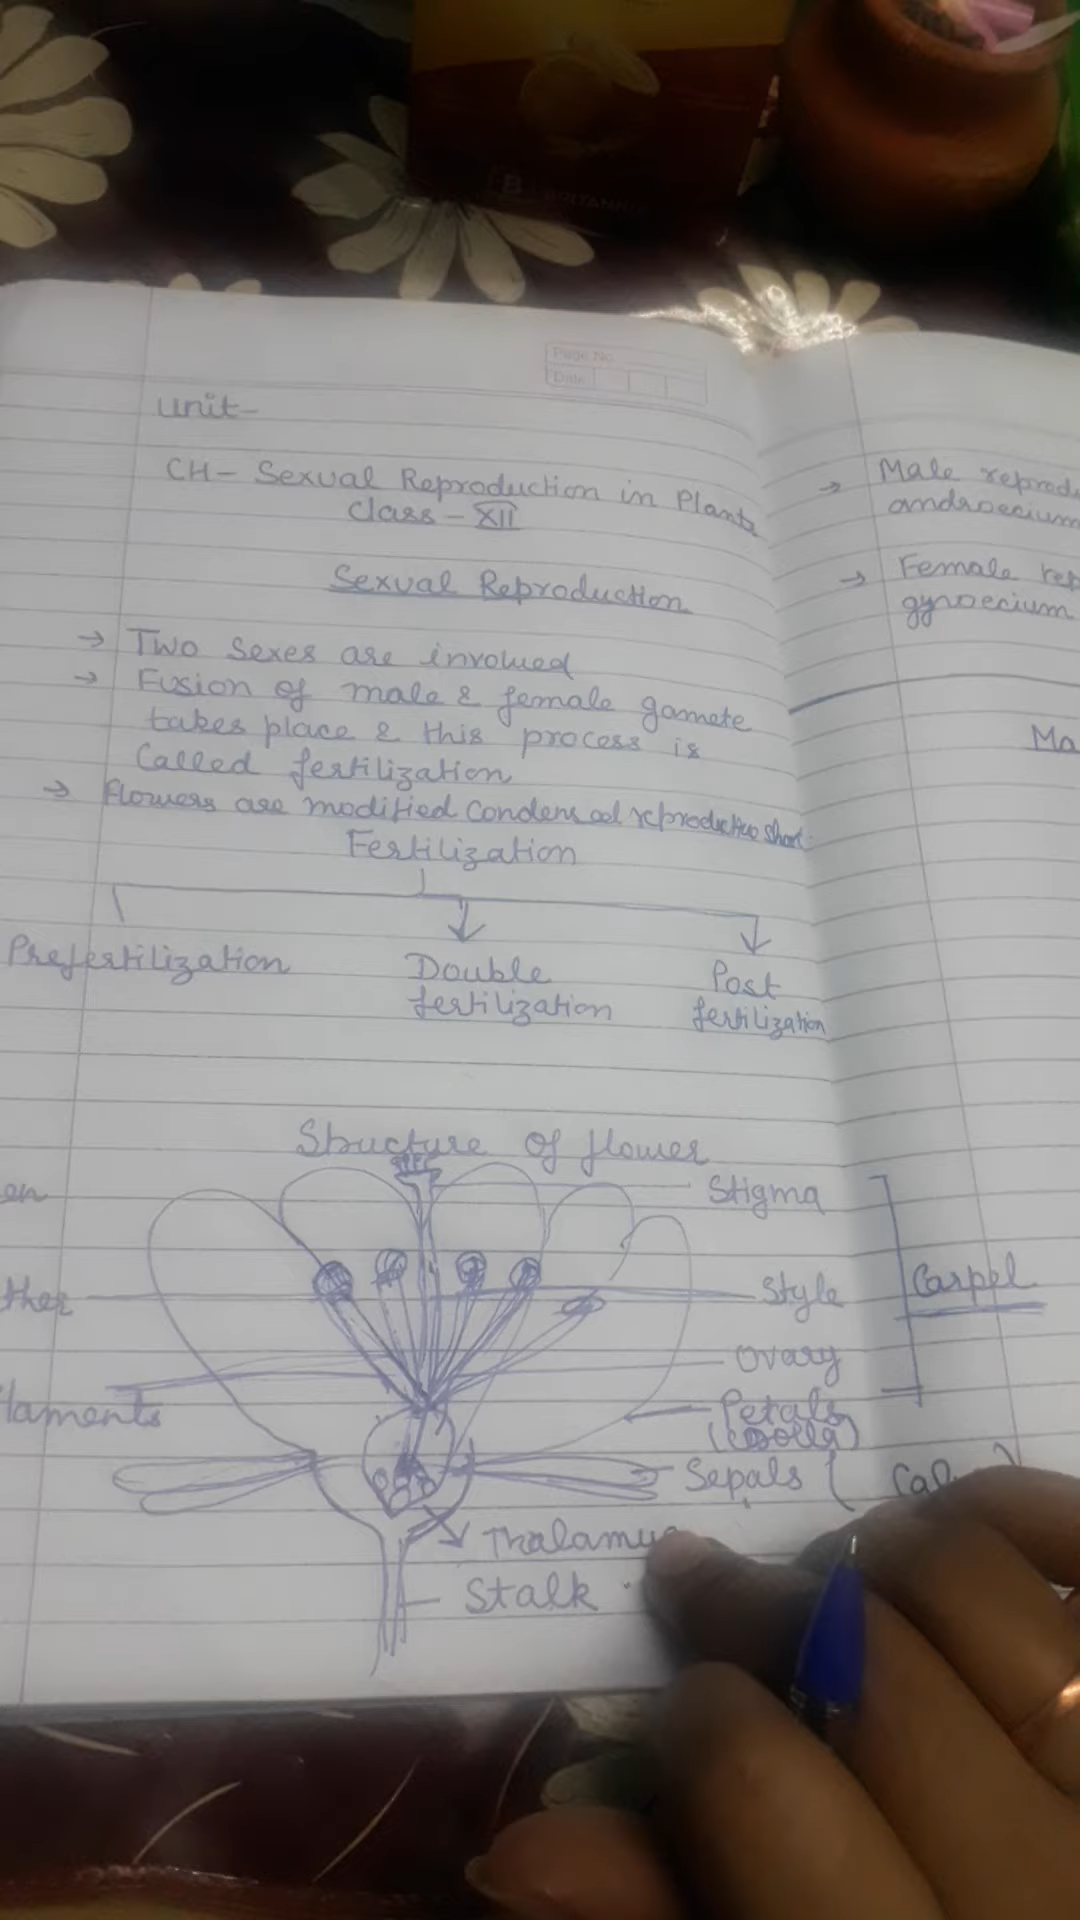 Page No.
Date
unit-
CH- Sexual Reproduction in Plants
Class - XII
Sexual Reproduction
→ Two sexes are involved
→ Fusion of male & female gamete
takes place & this process is
Called fertilization
→ flowers are modified Condensed reproductive shoot.
Fertilization
Prefertilization
Double
fertilization
Post
fertilization
Structure of flower
Stigma
Style
Carpel
Ovary
laments
Petals
(corolla)
Sepals (
Thalamus
Stalk
→ Male reprod
androecium
→ Female rep
gynoecium
Ma